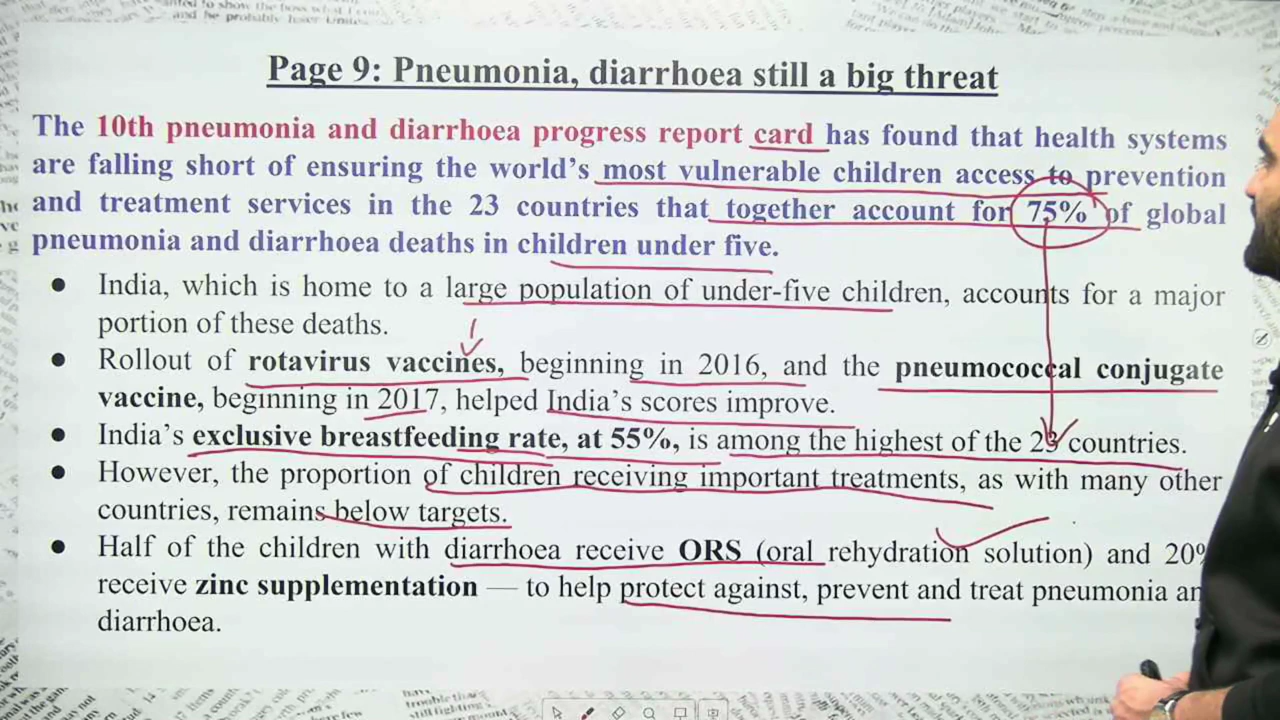 Page 9: Pneumonia, diarrhoea still a big threat
The 10th pneumonia and diarrhoea progress report card has found that health systems
are falling short of ensuring the world's most vulnerable children access to prevention
and treatment services in the 23 countries that together account for 75% of global
pneumonia and diarrhoea deaths in children under five.
● India, which is home to a large population of under-five children, accounts for a major
portion of these deaths.
● Rollout of rotavirus vaccines, beginning in 2016, and the pneumococcal conjugate
vaccine, beginning in 2017, helped India's scores improve.
● India's exclusive breastfeeding rate, at 55%, is among the highest of the 23 countries.
● However, the proportion of children receiving important treatments, as with many other
countries, remains below targets.
● Half of the children with diarrhoea receive ORS (oral rehydration solution) and 20%
receive zinc supplementation — to help protect against, prevent and treat pneumonia
diarrhoea.